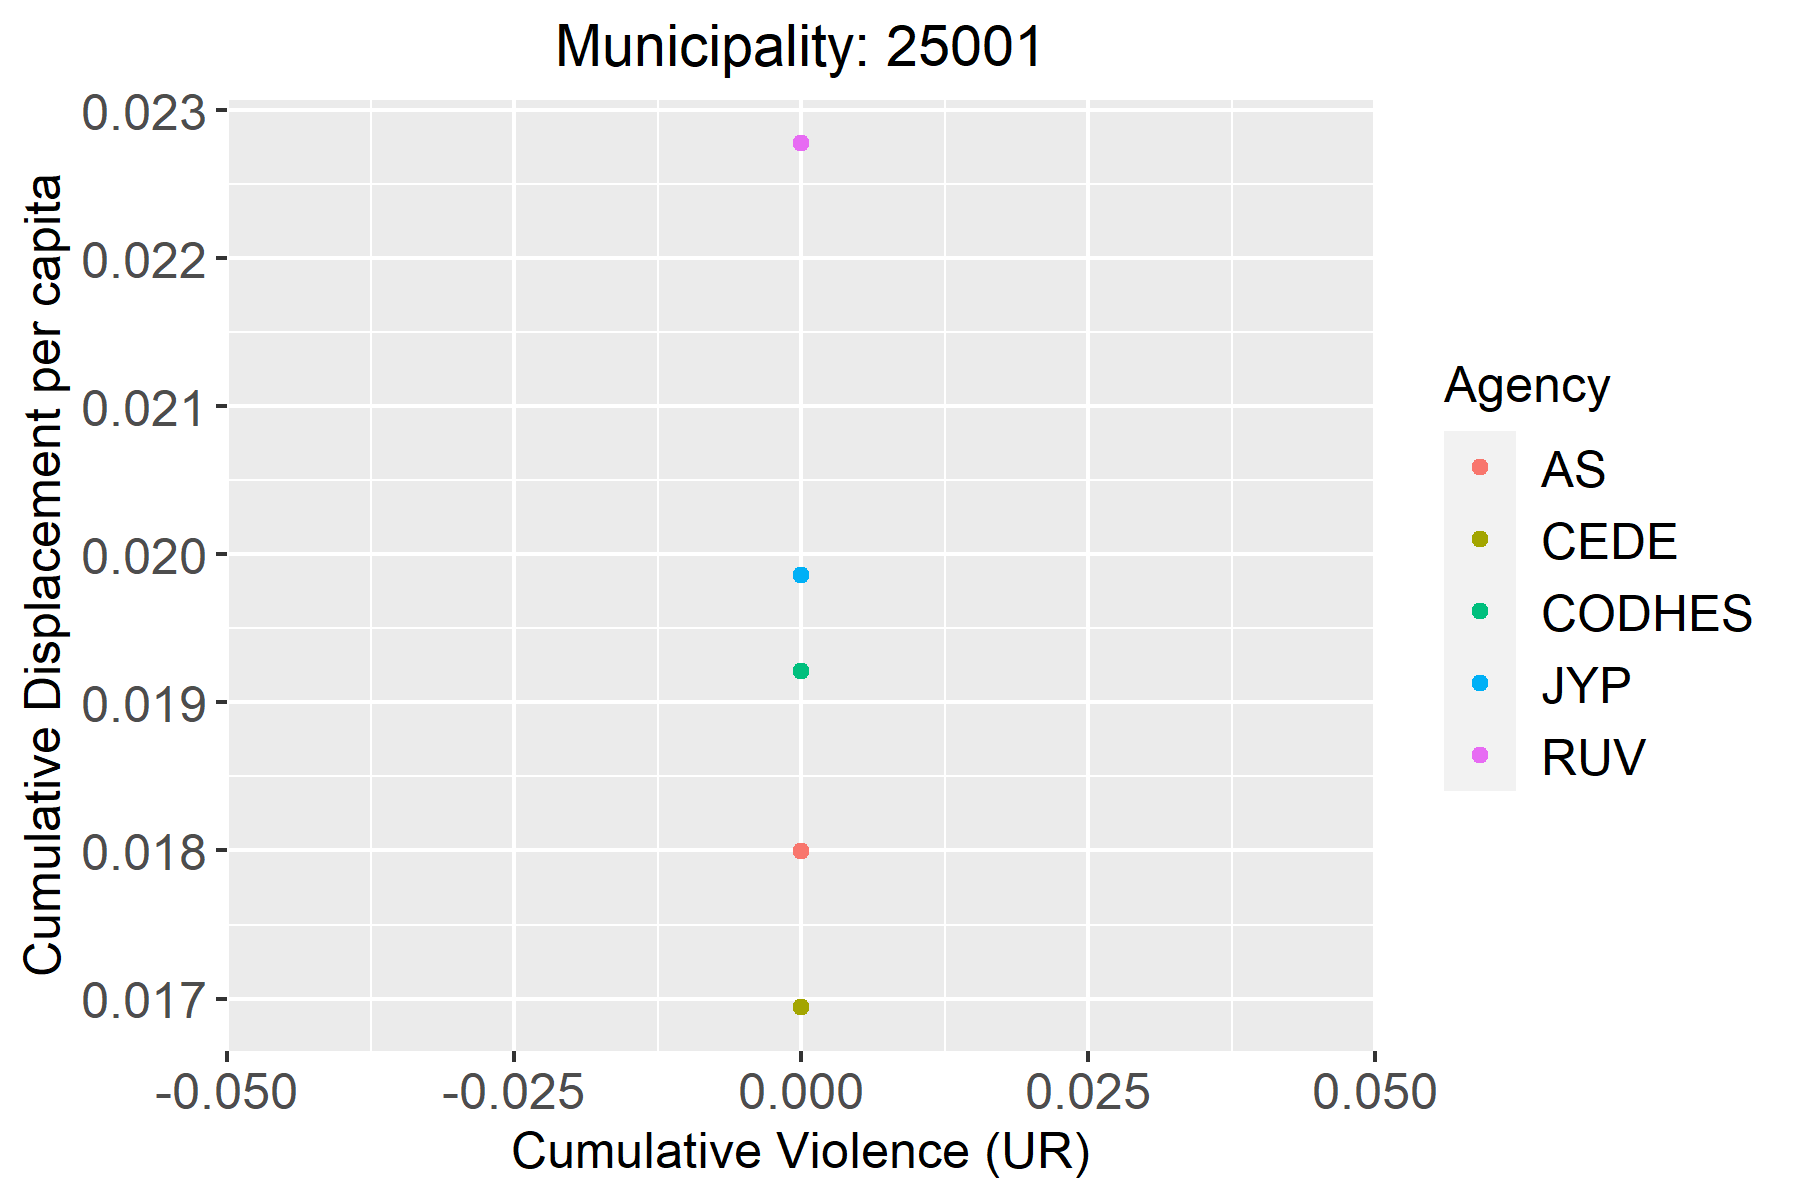 Municipality: 25001
Cumulative Displacement per capita
0.023
0.022
0.021
0.020
0.019
0.018
0.017
-0.050
-0.025
0.000
0.025
0.050
Cumulative Violence (UR)
Agency
AS
CEDE
CODHES
JYP
RUV